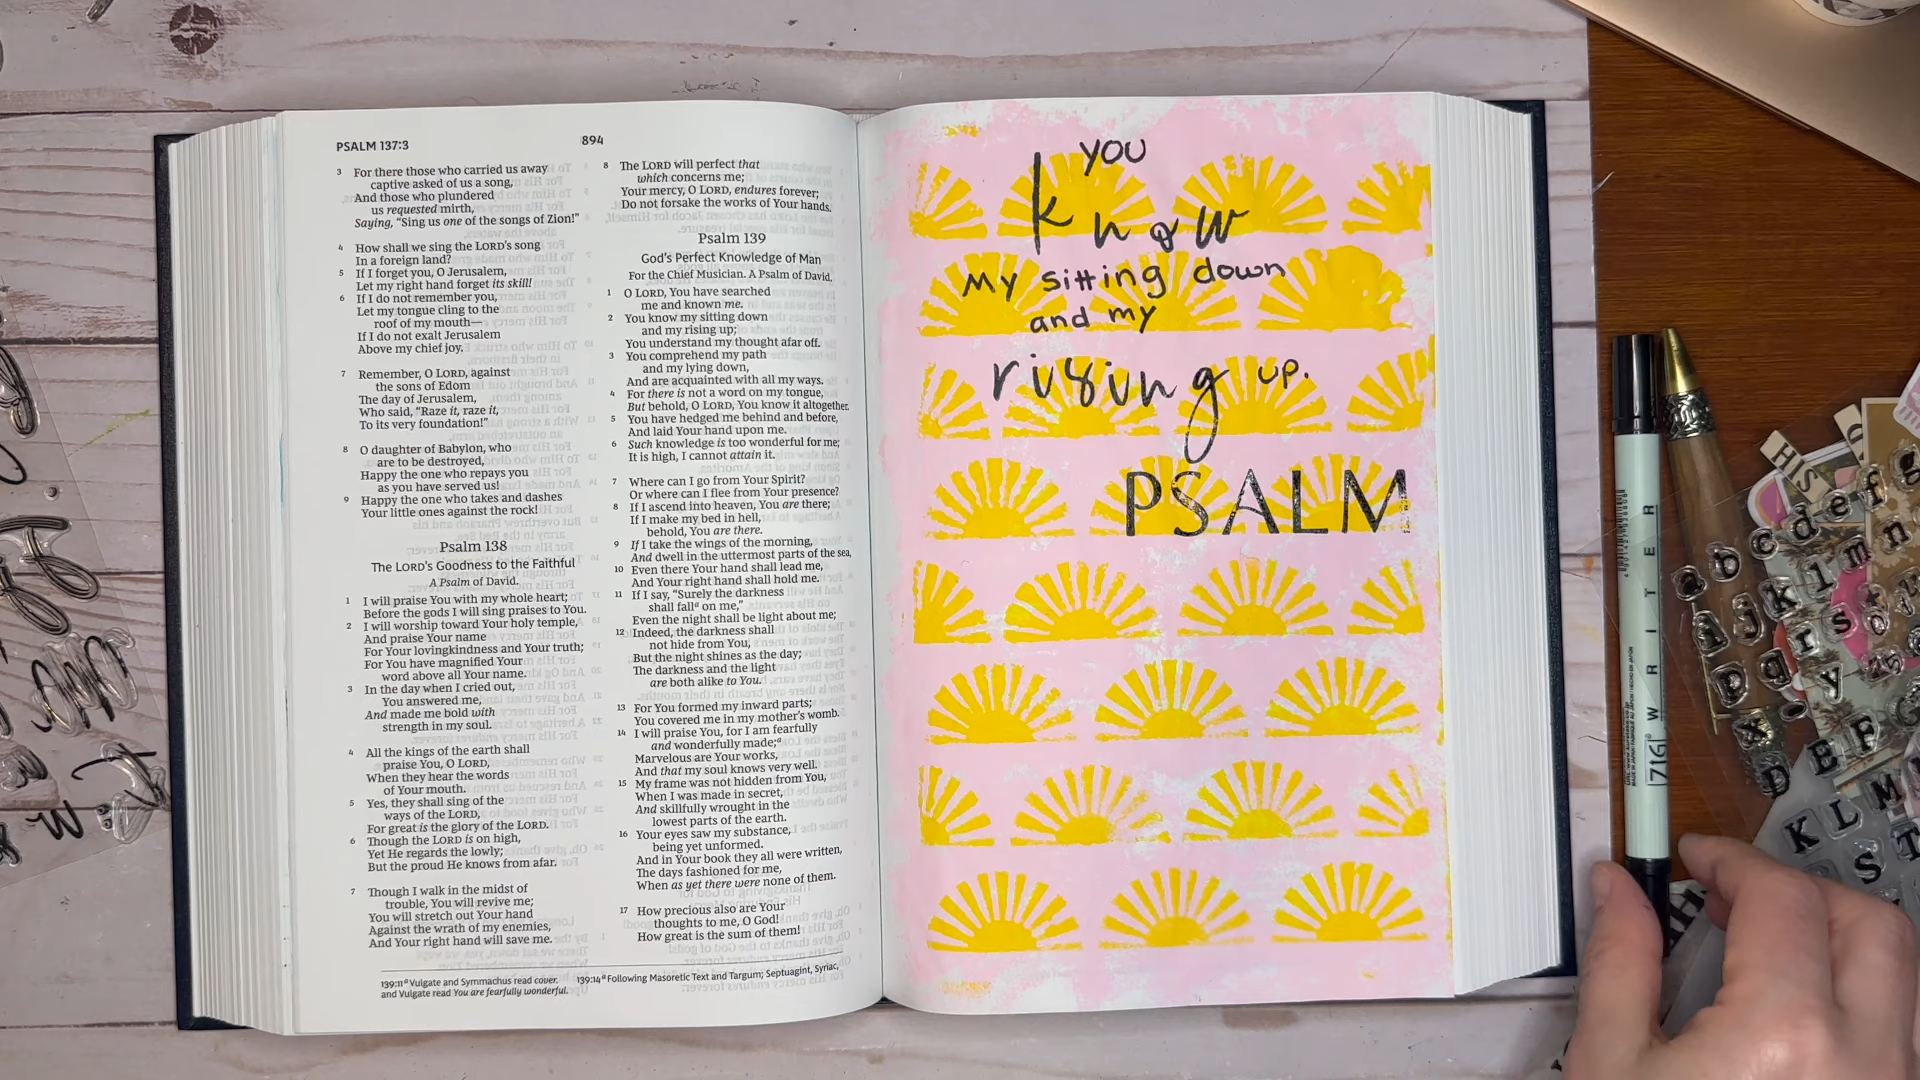 PSALM 137:3
894
3 For there those who carried us away
captive asked of us a song,
And those who plundered
us requested mirth,
Saying, “Sing us one of the songs of Zion!”
4 How shall we sing the LORD’s song
In a foreign land?
5 If I forget you, O Jerusalem,
Let my right hand forget its skill!
6 If I do not remember you,
Let my tongue cling to the
roof of my mouth—
If I do not exalt Jerusalem
Above my chief joy.
7 Remember, O LORD, against
the sons of Edom
The day of Jerusalem,
Who said, “Raze it, raze it,
To its very foundation!”
8 O daughter of Babylon, who
are to be destroyed,
Happy the one who repays you
as you have served us!
9 Happy the one who takes and dashes
Your little ones against the rock!
Psalm 138
The LORD’s Goodness to the Faithful
A Psalm of David.
1 I will praise You with my whole heart;
Before the gods I will sing praises to You.
2 I will worship toward Your holy temple,
And praise Your name
For Your lovingkindness and Your truth;
For You have magnified Your
word above all Your name.
3 In the day when I cried out,
You answered me,
And made me bold with
strength in my soul.
4 All the kings of the earth shall
praise You, O LORD,
When they hear the words
of Your mouth.
5 Yes, they shall sing of the
ways of the LORD,
For great is the glory of the LORD.
6 Though the LORD is on high,
Yet He regards the lowly;
But the proud He knows from afar.
7 Though I walk in the midst of
trouble, You will revive me;
You will stretch out Your hand
Against the wrath of my enemies,
And Your right hand will save me.
8 The LORD will perfect that
which concerns me;
Your mercy, O LORD, endures forever;
Do not forsake the works of Your hands.
Psalm 139
God’s Perfect Knowledge of Man
For the Chief Musician. A Psalm of David.
1 O LORD, You have searched
me and known me.
2 You know my sitting down
and my rising up;
You understand my thought afar off.
3 You comprehend my path
and my lying down,
And are acquainted with all my ways.
4 For there is not a word on my tongue,
But behold, O LORD, You know it altogether.
5 You have hedged me behind and before,
And laid Your hand upon me.
6 Such knowledge is too wonderful for me;
It is high, I cannot attain it.
7 Where can I go from Your Spirit?
Or where can I flee from Your presence?
8 If I ascend into heaven, You are there;
If I make my bed in hell,
behold, You are there.
9 If I take the wings of the morning,
And dwell in the uttermost parts of the sea,
10 Even there Your hand shall lead me,
And Your right hand shall hold me.
11 If I say, “Surely the darkness
shall fallᵃ on me,”
Even the night shall be light about me;
12 Indeed, the darkness shall
not hide from You,
But the night shines as the day;
The darkness and the light
are both alike to You.
13 For You formed my inward parts;
You covered me in my mother’s womb.
14 I will praise You, for I am fearfully
and wonderfully made;ᵃ
Marvelous are Your works,
And that my soul knows very well.
15 My frame was not hidden from You,
When I was made in secret,
And skillfully wrought in the
lowest parts of the earth.
16 Your eyes saw my substance,
being yet unformed.
And in Your book they all were written,
The days fashioned for me,
When as yet there were none of them.
17 How precious also are Your
thoughts to me, O God!
How great is the sum of them!
139:11ᵃ Vulgate and Symmachus read cover. 139:14ᵃ Following Masoretic Text and Targum; Septuagint, Syriac,
and Vulgate read You are fearfully wonderful.
YOU
know
My sitting down
and my
rising up.
PSALM
ZIG WRITER
HIS